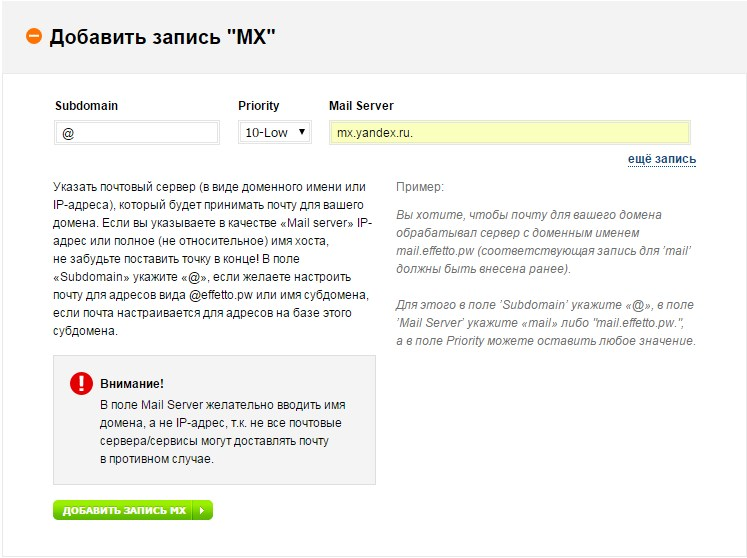 Добавить запись "MX"
Subdomain
Priority
Mail Server
@
10-Low
mx.yandex.ru.
ещё запись
Указать почтовый сервер (в виде доменного имени или
IP-адреса), который будет принимать почту для вашего
домена. Если вы указываете в качестве «Mail server» IP-
адрес или полное (не относительное) имя хоста,
не забудьте поставить точку в конце! В поле
«Subdomain» укажите «@», если желаете настроить
почту для адресов вида @effetto.pw или имя субдомена,
если почта настраивается для адресов на базе этого
субдомена.
Пример:
Вы хотите, чтобы почту для вашего домена
обрабатывал сервер с доменным именем
mail.effetto.pw (соответствующая запись для 'mail'
должны быть внесена ранее).
Для этого в поле 'Subdomain' укажите «@», в поле
'Mail Server' укажите «mail» либо "mail.effetto.pw.",
а в поле Priority можете оставить любое значение.
Внимание!
В поле Mail Server желательно вводить имя
домена, а не IP-адрес, т.к. не все почтовые
сервера/сервисы могут доставлять почту
в противном случае.
ДОБАВИТЬ ЗАПИСЬ MX